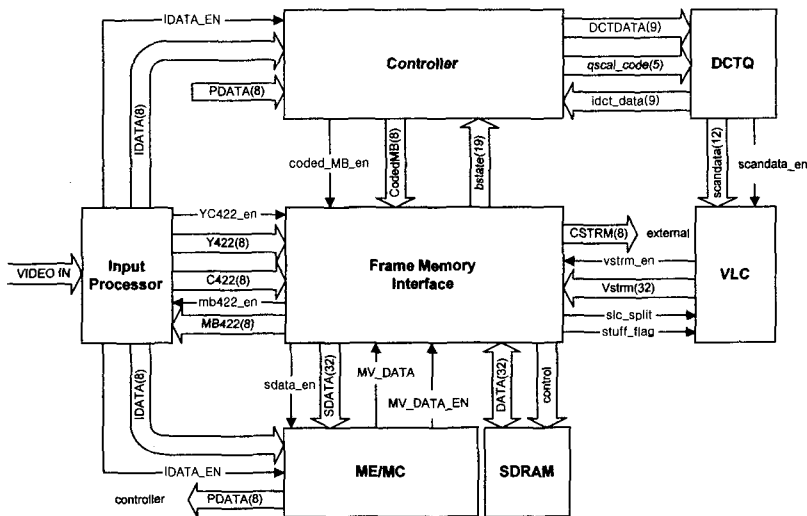 IDATA_EN
DCTDATA(9)
Controller
qscal_code(5)
DCTQ
PDATA(8)
idct_data(9)
IDATA(8)
coded_MB_en
CodedMB(8)
bstate(19)
scandata(12)
scandata_en
YC422_en
Y422(8)
CSTRM(8)
external
VIDEO IN
Input
Processor
C422(8)
Frame Memory
Interface
vstrm_en
VLC
Vstrm(32)
mb422_en
MB422(8)
slc_split
stuff_flag
IDATA(8)
sdata_en
SDATA(32)
MV_DATA
MV_DATA_EN
DATA(32)
control
IDATA_EN
ME/MC
SDRAM
controller
PDATA(8)